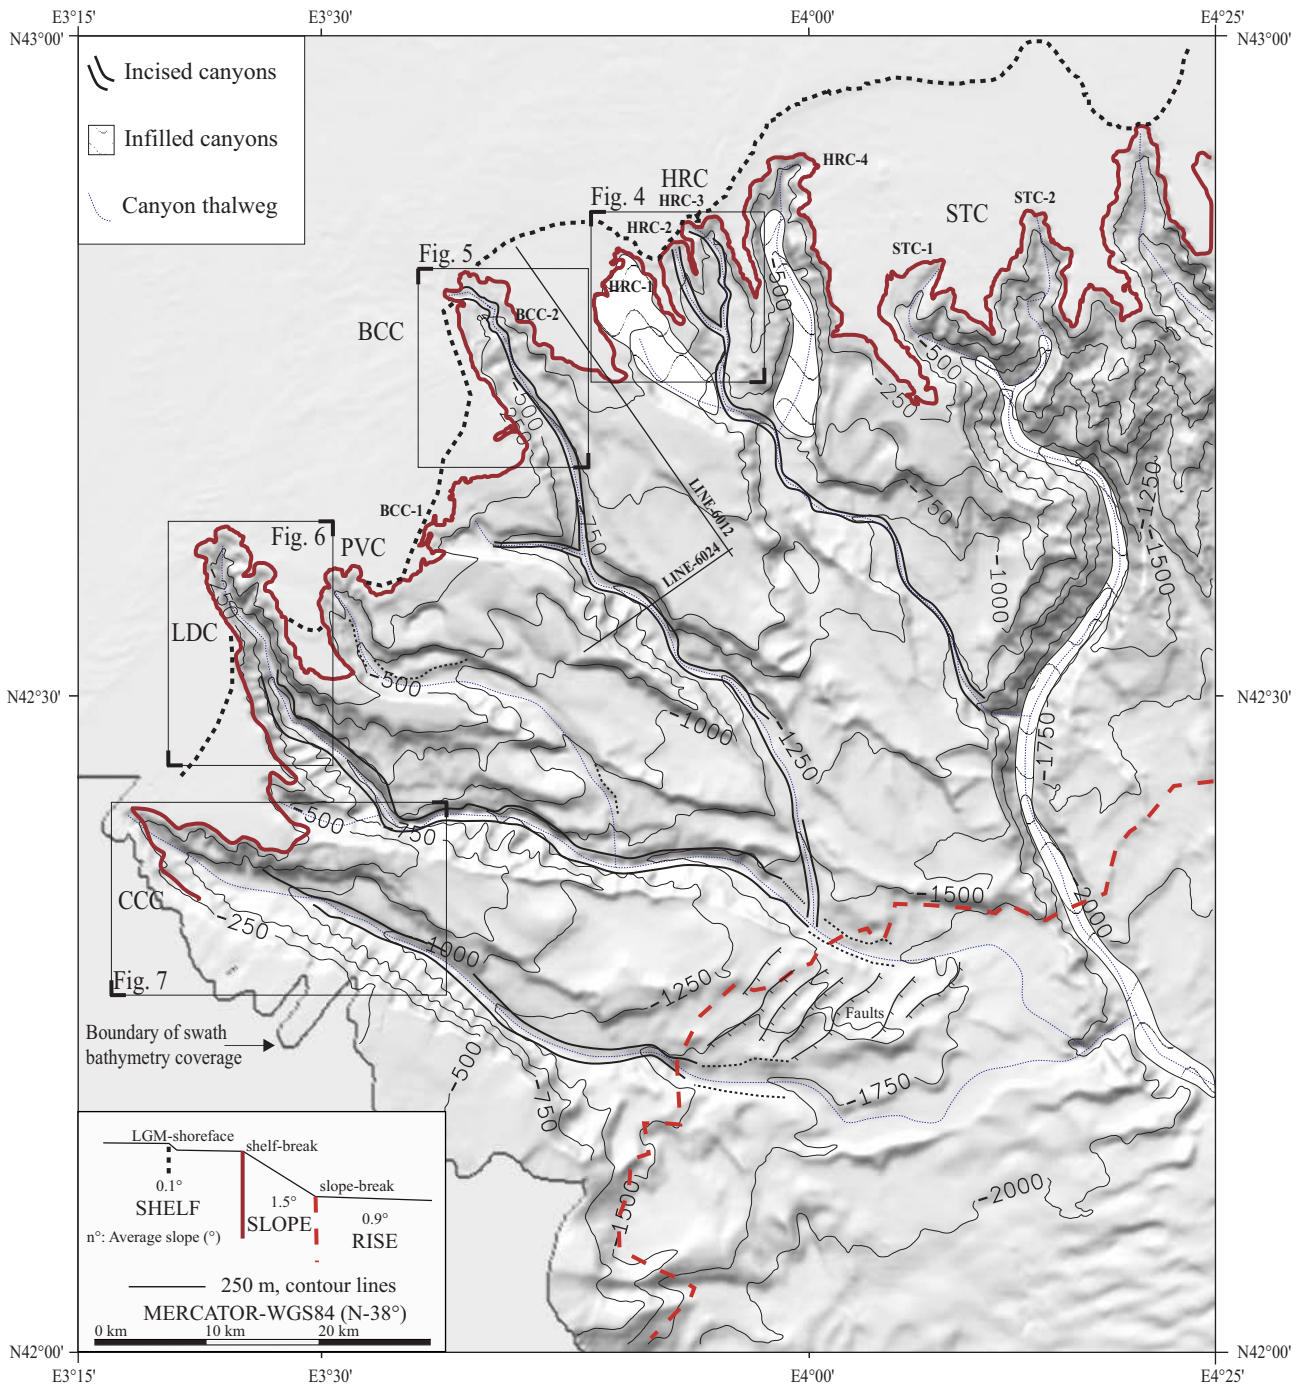 E3°15'
E3°30'
E4°00'
E4°25'
N43°00'
N43°00'
Incised canyons
Infilled canyons
Canyon thalweg
HRC-4
HRC
HRC-3
Fig. 4
HRC-2
STC-2
STC
STC-1
Fig. 5
HRC-1
BCC-2
BCC
-500
-500
-250
-500
-250
-750
-1250
-1500
LINE-6012
BCC-1
-750
Fig. 6
PVC
LINE-6024
-1000
-250
LDC
-500
N42°30'
N42°30'
-1000
-1250
-1750
-500
-750
CCC
-250
-1500
-2000
-1000
Fig. 7
-1250
Faults
Boundary of swath
bathymetry coverage
-500
-750
-1750
LGM-shoreface
shelf-break
0.1°
SHELF
1.5°
SLOPE
slope-break
0.9°
RISE
n°: Average slope (°)
-2000
-1500
250 m, contour lines
MERCATOR-WGS84 (N-38°)
0 km
10 km
20 km
N42°00'
N42°00'
E3°15'
E3°30'
E4°00'
E4°25'